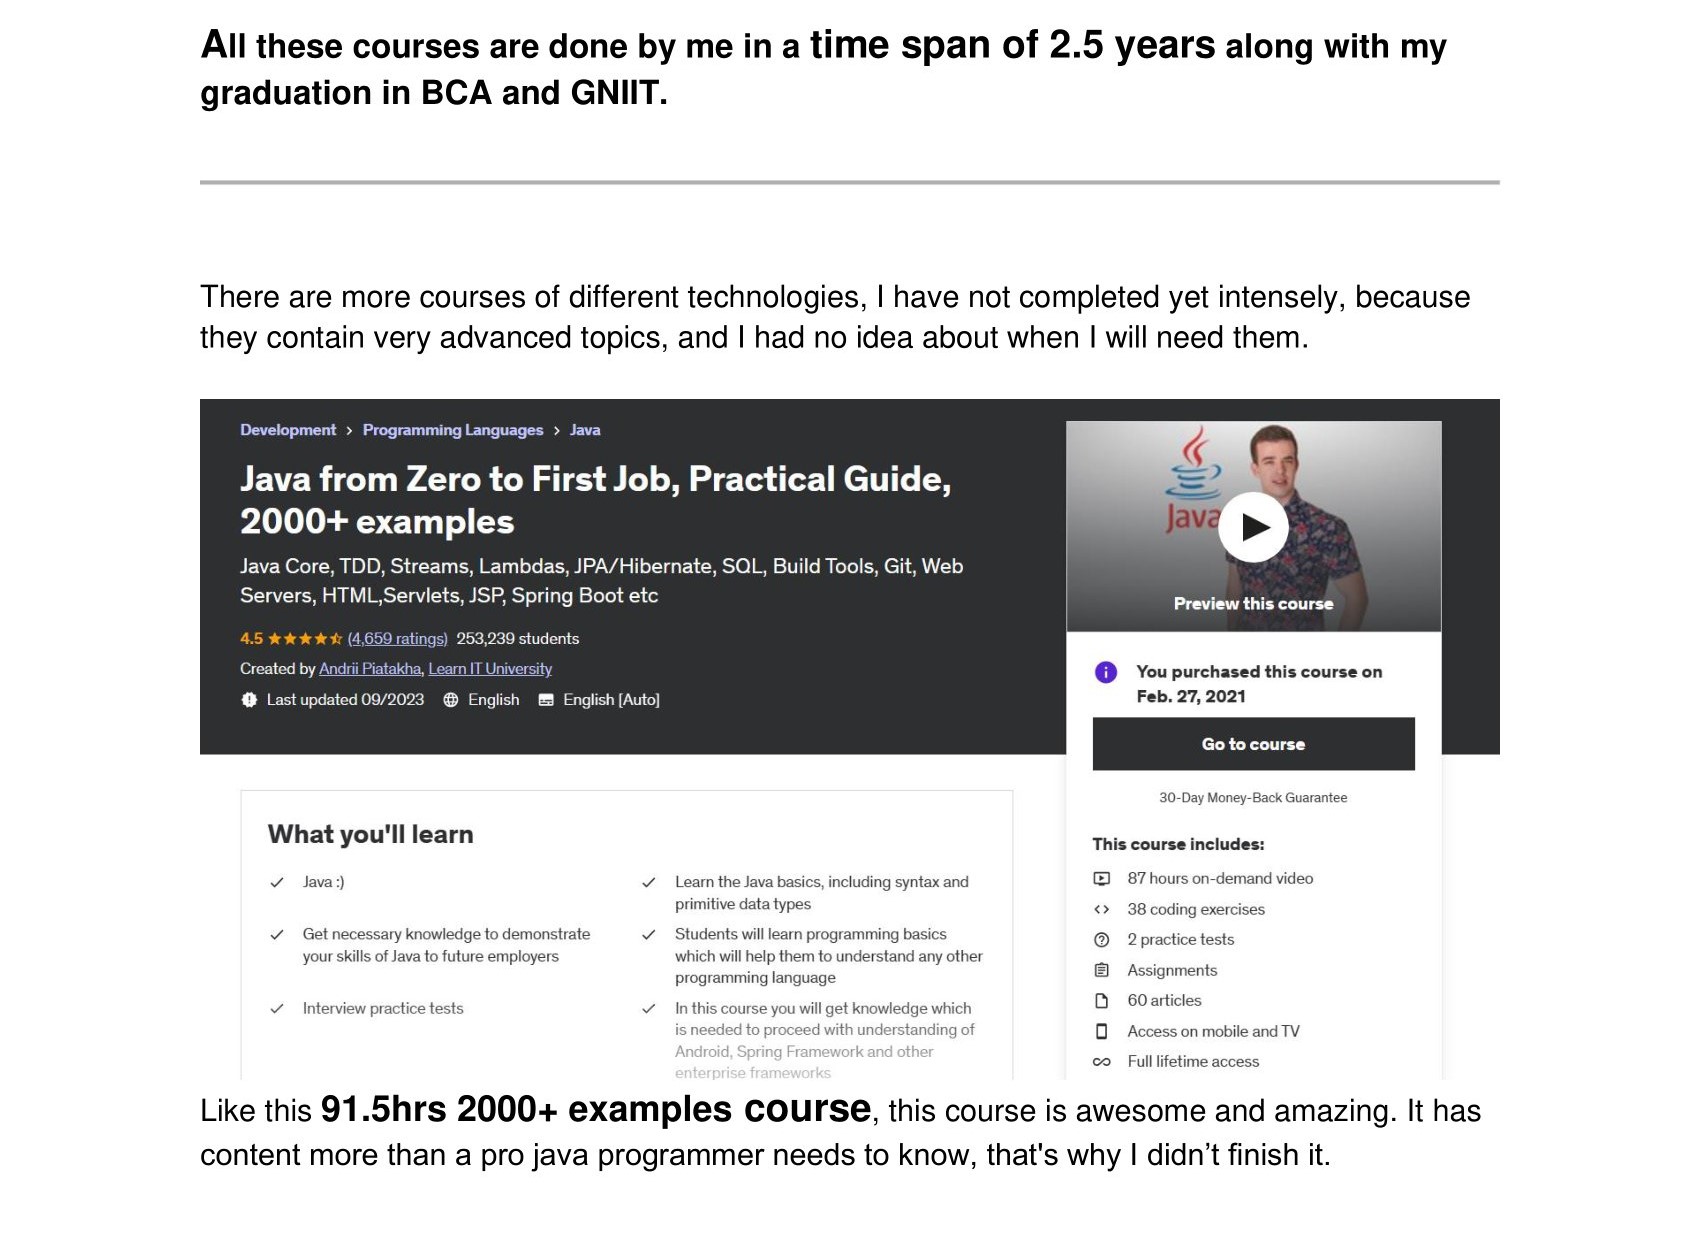 All these courses are done by me in a time span of 2.5 years along with my
graduation in BCA and GNIIT.
There are more courses of different technologies, I have not completed yet intensely, because
they contain very advanced topics, and I had no idea about when I will need them.
Development > Programming Languages > Java
Java from Zero to First Job, Practical Guide,
2000+ examples
Java Core, TDD, Streams, Lambdas, JPA/Hibernate, SQL, Build Tools, Git, Web
Servers, HTML,Servlets, JSP, Spring Boot etc
4.5 ★★★★★ (4,659 ratings) 253,239 students
Created by Andrii Piatakha, Learn IT University
Last updated 09/2023 English English [Auto]
Java
Preview this course
You purchased this course on
Feb. 27, 2021
Go to course
30-Day Money-Back Guarantee
This course includes:
87 hours on-demand video
38 coding exercises
2 practice tests
Assignments
60 articles
Access on mobile and TV
Full lifetime access
What you'll learn
Java :)
Learn the Java basics, including syntax and
primitive data types
Get necessary knowledge to demonstrate
your skills of Java to future employers
Students will learn programming basics
which will help them to understand any other
programming language
Interview practice tests
In this course you will get knowledge which
is needed to proceed with understanding of
Android, Spring Framework and other
enterprise frameworks
Like this 91.5hrs 2000+ examples course, this course is awesome and amazing. It has
content more than a pro java programmer needs to know, that's why I didn’t finish it.